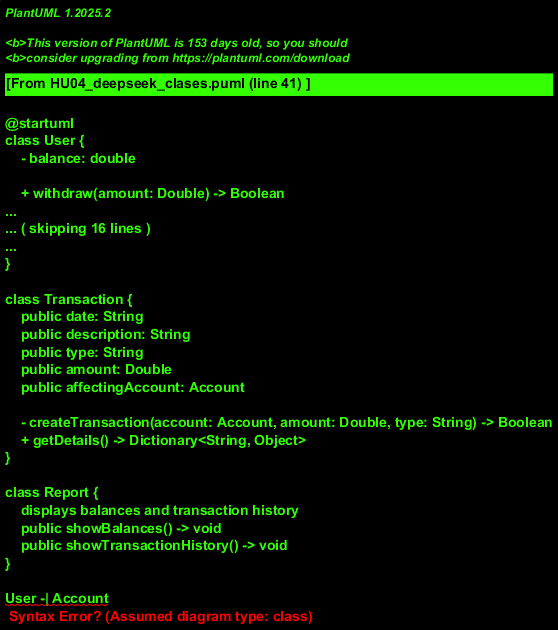 PlantUML 1.2025.2
<b>This version of PlantUML is 153 days old, so you should
<b>consider upgrading from https://plantuml.com/download
[From HU04_deepseek_clases.puml (line 41) ]
@startuml
class User {
- balance: double
+ withdraw(amount: Double) -> Boolean
...
... ( skipping 16 lines )
...
}
class Transaction {
public date: String
public description: String
public type: String
public amount: Double
public affectingAccount: Account
- createTransaction(account: Account, amount: Double, type: String) -> Boolean
+ getDetails() -> Dictionary<String, Object>
}
class Report {
displays balances and transaction history
public showBalances() -> void
public showTransactionHistory() -> void
}
User -| Account
Syntax Error? (Assumed diagram type: class)